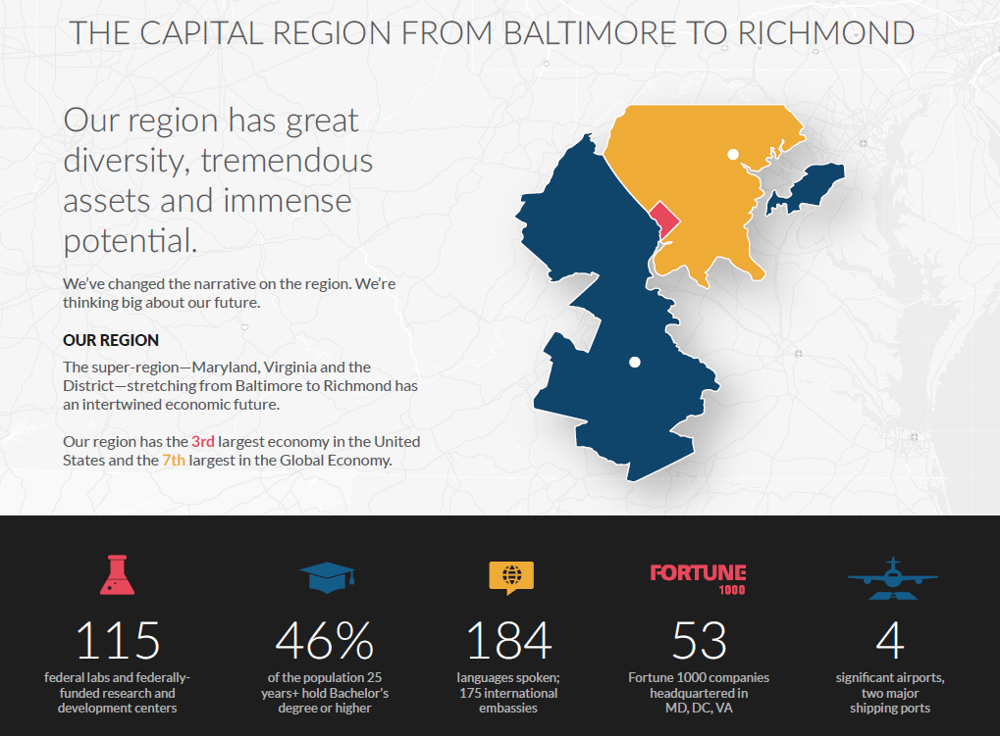 THE CAPITAL REGION FROM BALTIMORE TO RICHMOND
Our region has great
diversity, tremendous
assets and immense
potential.
We've changed the narrative on the region. We're
thinking big about our future.
OUR REGION
The super-region—Maryland, Virginia and the
District—stretching from Baltimore to Richmond has
an intertwined economic future.
Our region has the 3rd largest economy in the United
States and the 7th largest in the Global Economy.
115
federal labs and federally-
funded research and
development centers
46%
of the population 25
years+ hold Bachelor's
degree or higher
184
languages spoken;
175 international
embassies
FORTUNE
1000
53
Fortune 1000 companies
headquartered in
MD, DC, VA
4
significant airports,
two major
shipping ports